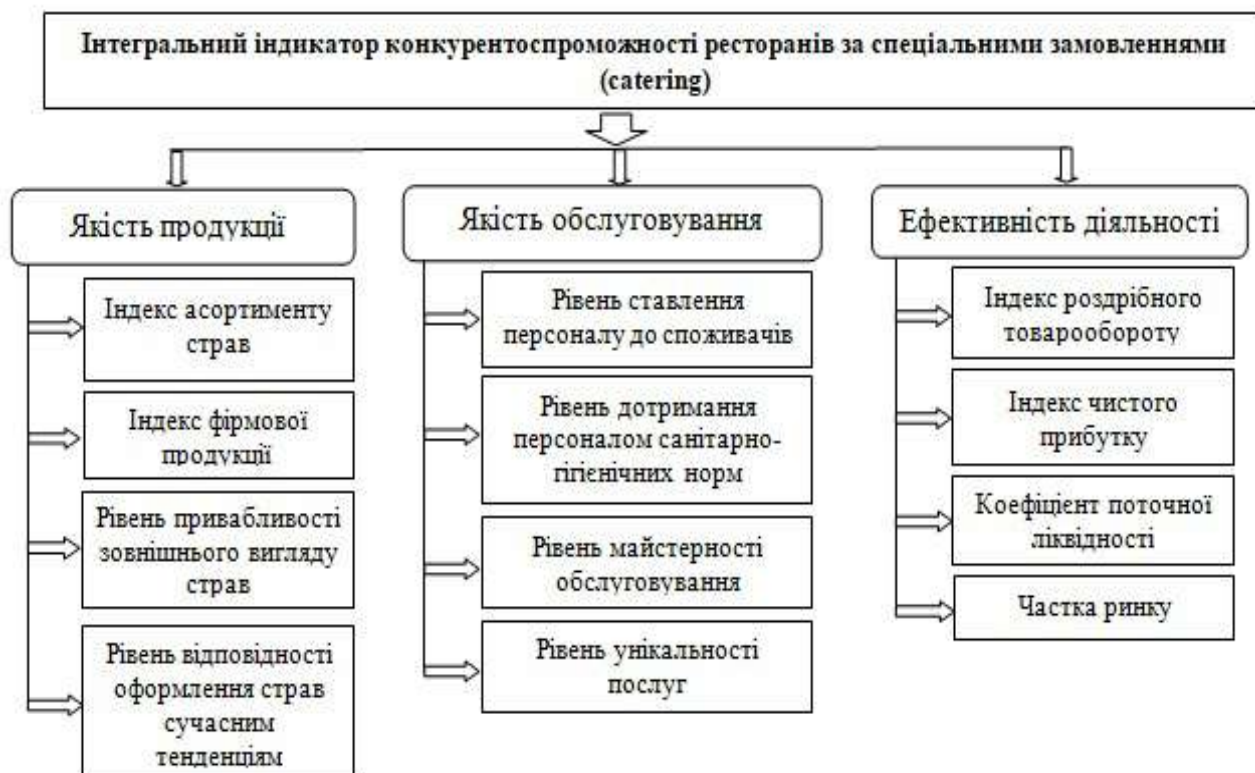 Інтегральний індикатор конкурентоспроможності ресторанів за спеціальними замовленнями
(catering)
Якість продукції
Індекс асортименту
страв
Індекс фірмової
продукції
Рівень привабливості
зовнішнього вигляду
страв
Рівень відповідності
оформлення страв
сучасним
тенденціям
Якість обслуговування
Рівень ставлення
персоналу до споживачів
Рівень дотримання
персоналом санітарно-
гігієнічних норм
Рівень майстерності
обслуговування
Рівень унікальності
послуг
Ефективність діяльності
Індекс роздрібного
товарообороту
Індекс чистого
прибутку
Коефіцієнт поточної
ліквідності
Частка ринку